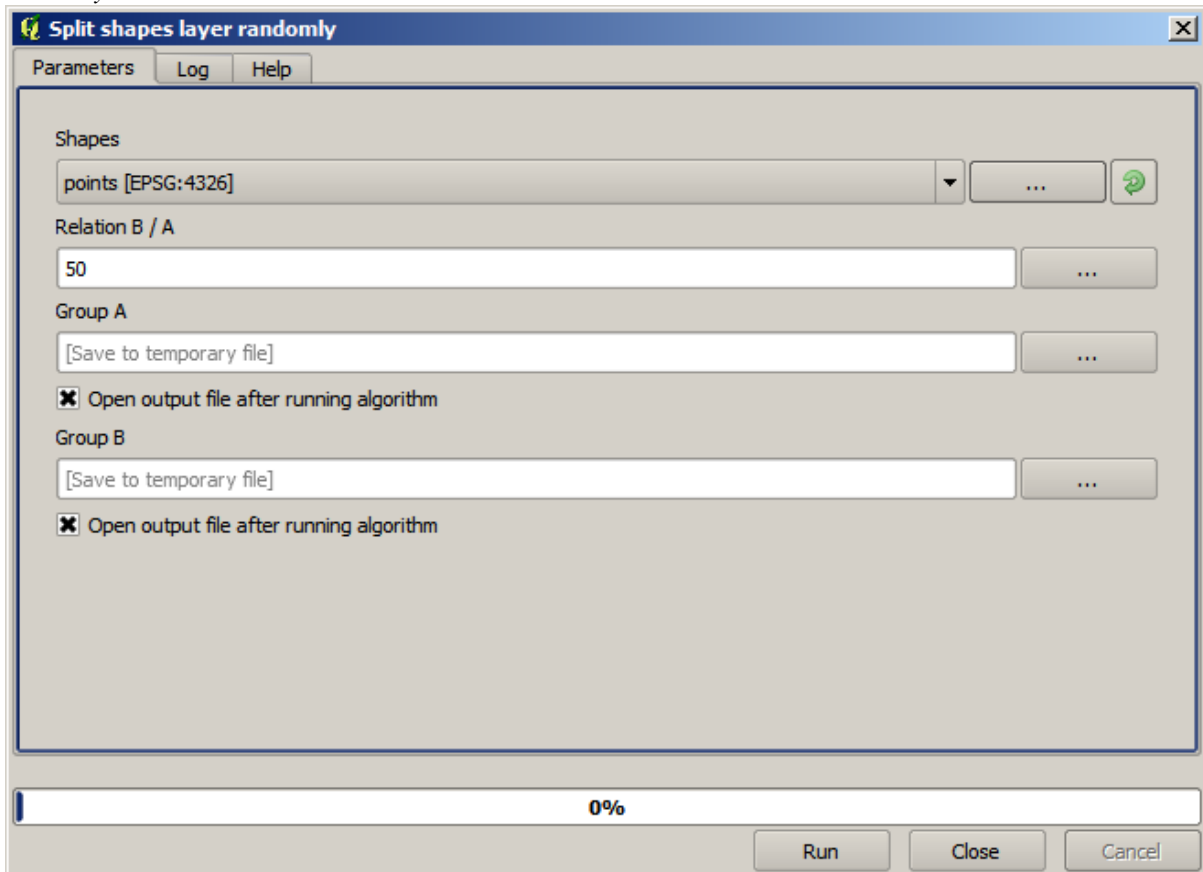 Split shapes layer randomly
Parameters Log Help
Shapes
points [EPSG:4326] ...
Relation B / A
50 ...
Group A
[Save to temporary file] ...
Open output file after running algorithm
Group B
[Save to temporary file] ...
Open output file after running algorithm
0%
Run Close Cancel